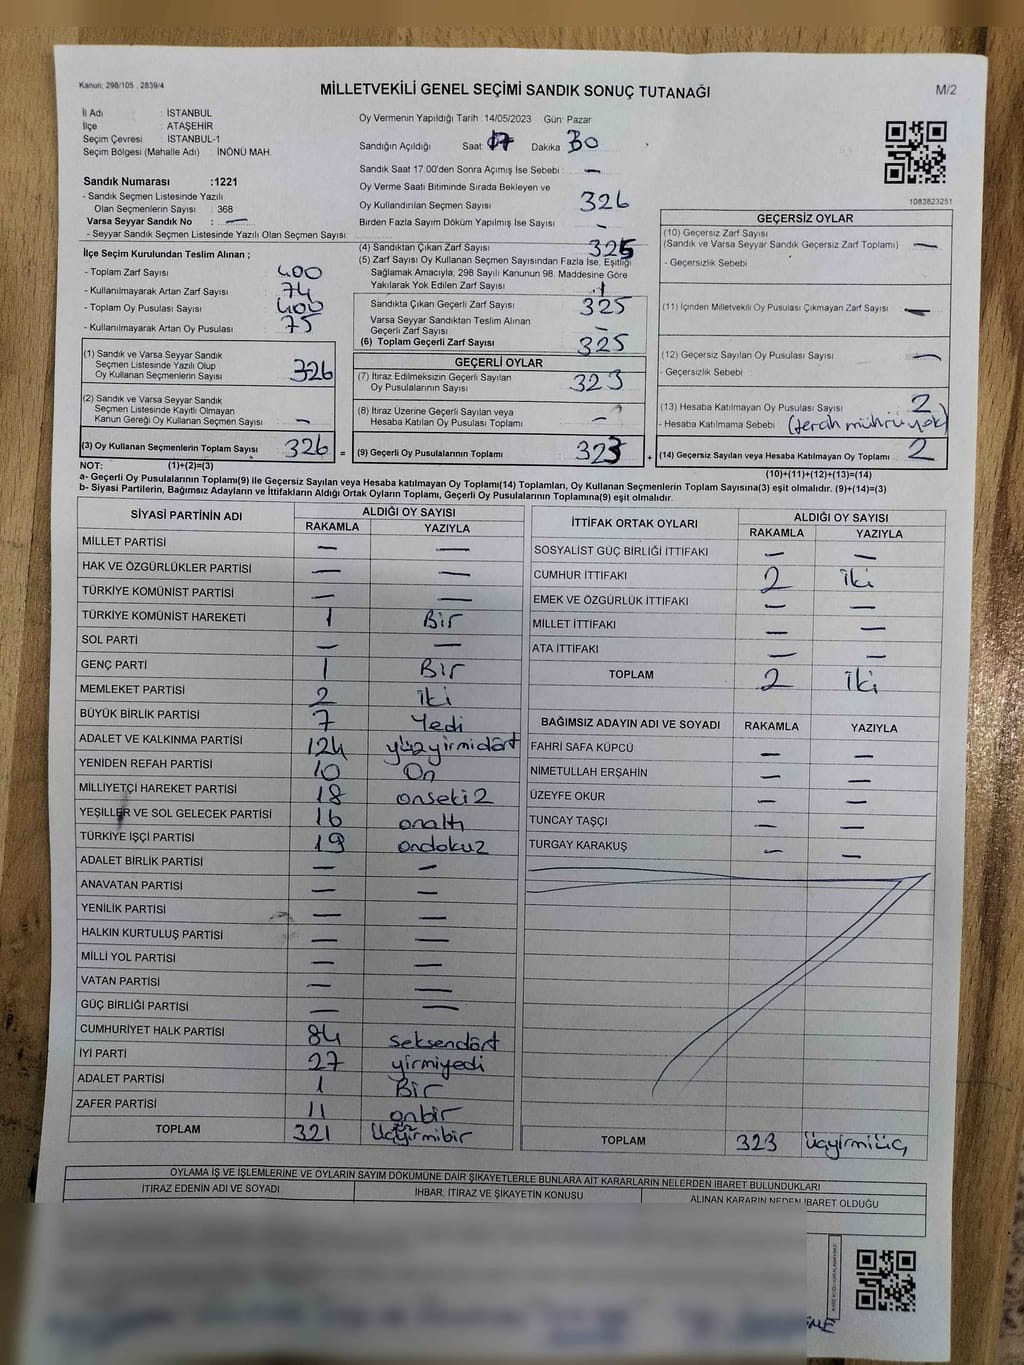 Kanun, 298/105 , 2839/4
MİLLETVEKİLİ GENEL SEÇİMİ SANDIK SONUÇ TUTANAĞI
M/2
İl Adı : İSTANBUL
İlçe : ATAŞEHİR
Seçim Çevresi : İSTANBUL-1
Seçim Bölgesi (Mahalle Adı) : İNÖNÜ MAH.
Sandık Numarası :1221
- Sandık Seçmen Listesinde Yazılı
Olan Seçmenlerin Sayısı : 368
Varsa Seyyar Sandık No : —
- Seyyar Sandık Seçmen Listesinde Yazılı Olan Seçmen Sayısı:
Oy Vermenin Yapıldığı Tarih :14/05/2023 Gün: Pazar
Sandığın Açıldığı Saat: 17 Dakika 30
Sandık Saat 17:00'den Sonra Açımış İse Sebebi : —
Oy Verme Saati Bitiminde Sırada Bekleyen ve
Oy Kullandırılan Seçmen Sayısı 326
Birden Fazla Sayım Döküm Yapılmış İse Sayısı —
1083823251
İlçe Seçim Kurulundan Teslim Alınan ;
- Toplam Zarf Sayısı : 400
- Kullanılmayarak Artan Zarf Sayısı : 74
- Toplam Oy Pusulası Sayısı : 400
- Kullanılmayarak Artan Oy Pusulası : 75
(4) Sandıktan Çıkan Zarf Sayısı 325
(5) Zarf Sayısı Oy Kullanan Seçmen Sayısından Fazla İse, Eşitliği
Sağlamak Amacıyla, 298 Sayılı Kanunun 98. Maddesine Göre
Yakılarak Yok Edilen Zarf Sayısı :
Sandıkta Çıkan Geçerli Zarf Sayısı 325
Varsa Seyyar Sandıktan Teslim Alınan
Geçerli Zarf Sayısı —
(6) Toplam Geçerli Zarf Sayısı 325
GEÇERSİZ OYLAR
(10) Geçersiz Zarf Sayısı
(Sandık ve Varsa Seyyar Sandık Geçersiz Zarf Toplamı) —
- Geçersizlik Sebebi
(11) İçinden Milletvekili Oy Pusulası Çıkmayan Zarf Sayısı —
(12) Geçersiz Sayılan Oy Pusulası Sayısı —
- Geçersizlik Sebebi :
(13) Hesaba Katılmayan Oy Pusulası Sayısı 2
- Hesaba Katılmama Sebebi (tercih mührü yok)
(14) Geçersiz Sayılan veya Hesaba Katılmayan Oy Toplamı 2
(1) Sandık ve Varsa Seyyar Sandık
Seçmen Listesinde Yazılı Olup
Oy Kullanan Seçmenlerin Sayısı 326
(2) Sandık ve Varsa Seyyar Sandık
Seçmen Listesinde Kayıtlı Olmayan
Kanun Gereği Oy Kullanan Seçmen Sayısı —
(3) Oy Kullanan Seçmenlerin Toplam Sayısı 326 =
GEÇERLİ OYLAR
(7) İtiraz Edilmeksizin Geçerli Sayılan
Oy Pusulalarının Sayısı 323
(8) İtiraz Üzerine Geçerli Sayılan veya
Hesaba Katılan Oy Pusulası Toplamı —
(9) Geçerli Oy Pusulalarının Toplamı 323 +
NOT: (1)+(2)=(3)
(10)+(11)+(12)+(13)=(14)
a- Geçerli Oy Pusulalarının Toplamı(9) ile Geçersiz Sayılan veya Hesaba katılmayan Oy Toplamı(14) Toplamları, Oy Kullanan Seçmenlerin Toplam Sayısına(3) eşit olmalıdır. (9)+(14)=(3)
b- Siyasi Partilerin, Bağımsız Adayların ve İttifakların Aldığı Ortak Oyların Toplamı, Geçerli Oy Pusulalarının Toplamına(9) eşit olmalıdır.
SİYASİ PARTİNİN ADI ALDIĞI OY SAYISI
RAKAMLA YAZIYLA
MİLLET PARTİSİ — —
HAK VE ÖZGÜRLÜKLER PARTİSİ — —
TÜRKİYE KOMÜNİST PARTİSİ — —
TÜRKİYE KOMÜNİST HAREKETİ 1 Bir
SOL PARTİ — —
GENÇ PARTİ 1 Bir
MEMLEKET PARTİSİ 2 iki
BÜYÜK BİRLİK PARTİSİ 7 Yedi
ADALET VE KALKINMA PARTİSİ 124 yüzyirmidört
YENİDEN REFAH PARTİSİ 10 On
MİLLİYETÇİ HAREKET PARTİSİ 18 onsekiz
YEŞİLLER VE SOL GELECEK PARTİSİ 16 onaltı
TÜRKİYE İŞÇİ PARTİSİ 19 ondokuz
ADALET BİRLİK PARTİSİ — —
ANAVATAN PARTİSİ — —
YENİLİK PARTİSİ — —
HALKIN KURTULUŞ PARTİSİ — —
MİLLİ YOL PARTİSİ — —
VATAN PARTİSİ — —
GÜÇ BİRLİĞİ PARTİSİ — —
CUMHURİYET HALK PARTİSİ 84 seksendört
İYİ PARTİ 27 yirmiyedi
ADALET PARTİSİ 1 Bir
ZAFER PARTİSİ 11 onbir
TOPLAM 321 üçyirmibir
İTTİFAK ORTAK OYLARI ALDIĞI OY SAYISI
RAKAMLA YAZIYLA
SOSYALİST GÜÇ BİRLİĞİ İTTİFAKI — —
CUMHUR İTTİFAKI 2 İki
EMEK VE ÖZGÜRLÜK İTTİFAKI — —
MİLLET İTTİFAKI — —
ATA İTTİFAKI — —
TOPLAM 2 İki
BAĞIMSIZ ADAYIN ADI VE SOYADI RAKAMLA YAZIYLA
FAHRİ SAFA KÜPCÜ — —
NİMETULLAH ERŞAHİN — —
ÜZEYFE OKUR — —
TUNCAY TAŞÇI — —
TURGAY KARAKUŞ — —
TOPLAM 323 üçyirmiüç
OYLAMA İŞ VE İŞLEMLERİNE VE OYLARIN SAYIM DÖKÜMÜNE DAİR ŞİKAYETLERLE BUNLARA AİT KARARLARIN NELERDEN İBARET BULUNDUKLARI
İTİRAZ EDENİN ADI VE SOYADI İHBAR, İTİRAZ VE ŞİKAYETİN KONUSU ALINAN KARARIN NEDEN İBARET OLDUĞU